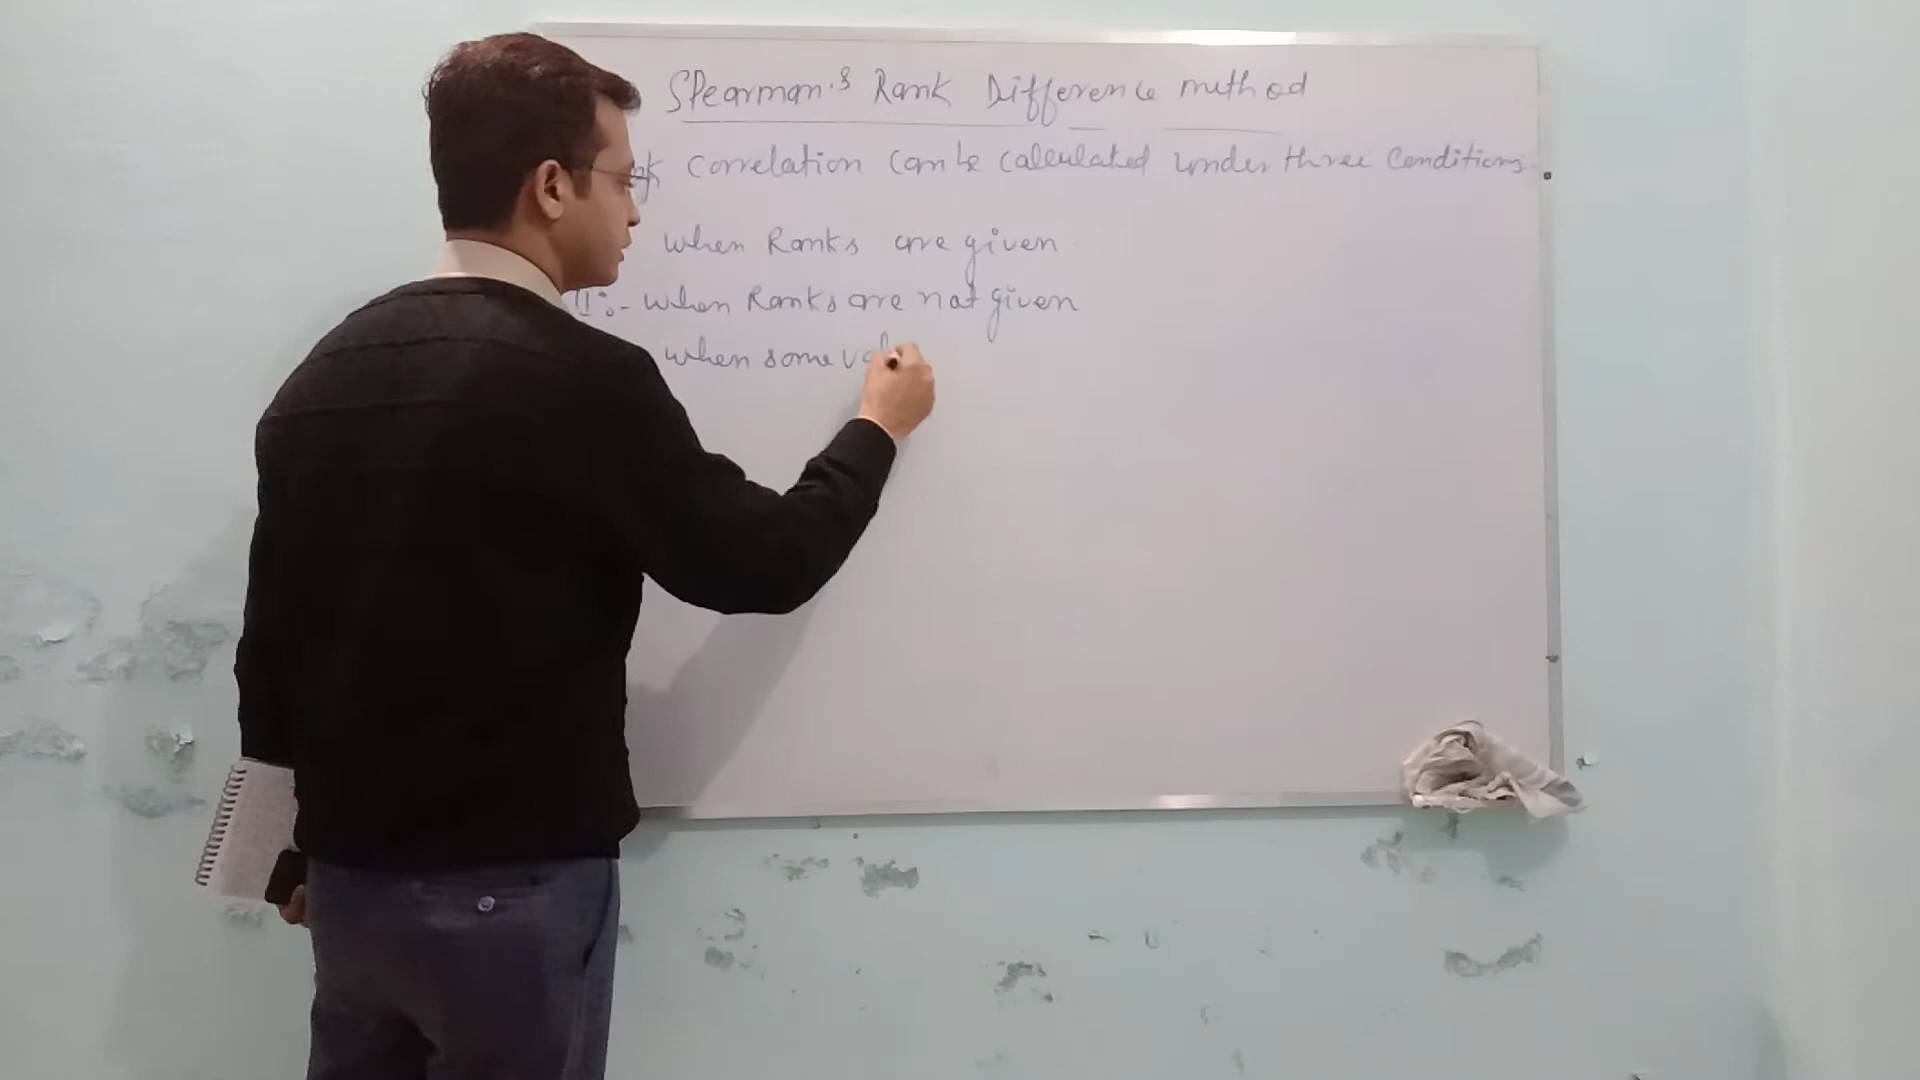 Spearman's Rank Difference method
correlation can be calculated under three conditions.
when Ranks are given.
II:- when Ranks are not given
when some val